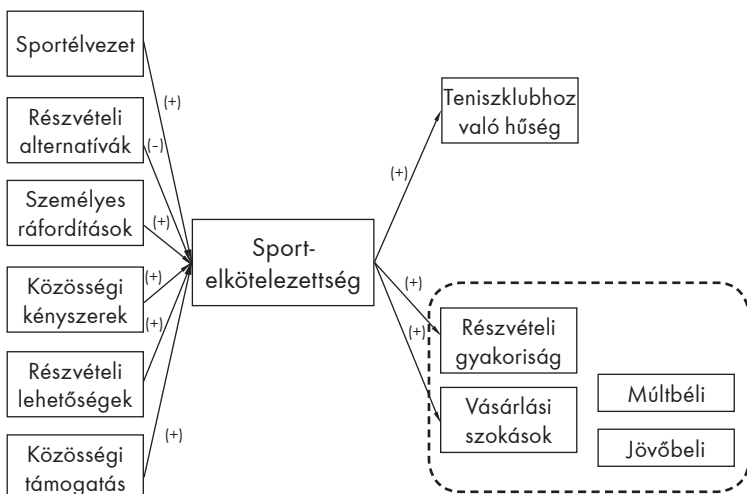 Sportélvezet
(+)
Részvételi
alternatívák
(–)
Személyes
ráfordítások
(+)
Közösségi
kényszerek
(+)
(+)
Részvételi
lehetőségek
(+)
Közösségi
támogatás
Sport-
elkötelezettség
(+)
(+)
(+)
Teniszklubhoz
való hűség
Részvételi
gyakoriság
Vásárlási
szokások
Múltbéli
Jövőbeli